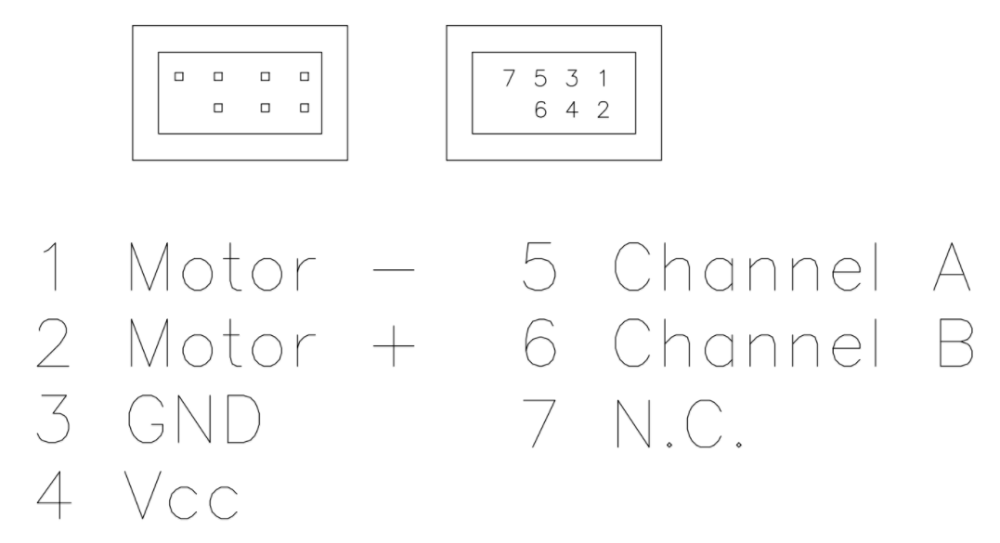 7 5 3 1
6 4 2
1 Motor -
2 Motor +
3 GND
4 Vcc
5 Channel A
6 Channel B
7 N.C.